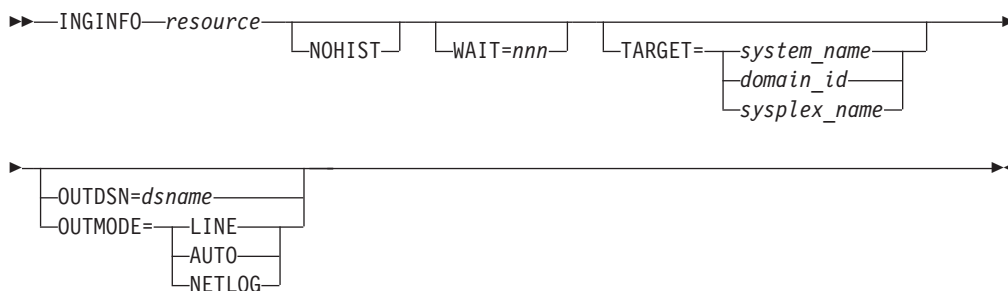 INGINFO resource
NOHIST
WAIT=nnn
TARGET=
system_name
domain_id
sysplex_name
OUTDSN=dsname
OUTMODE=
LINE
AUTO
NETLOG